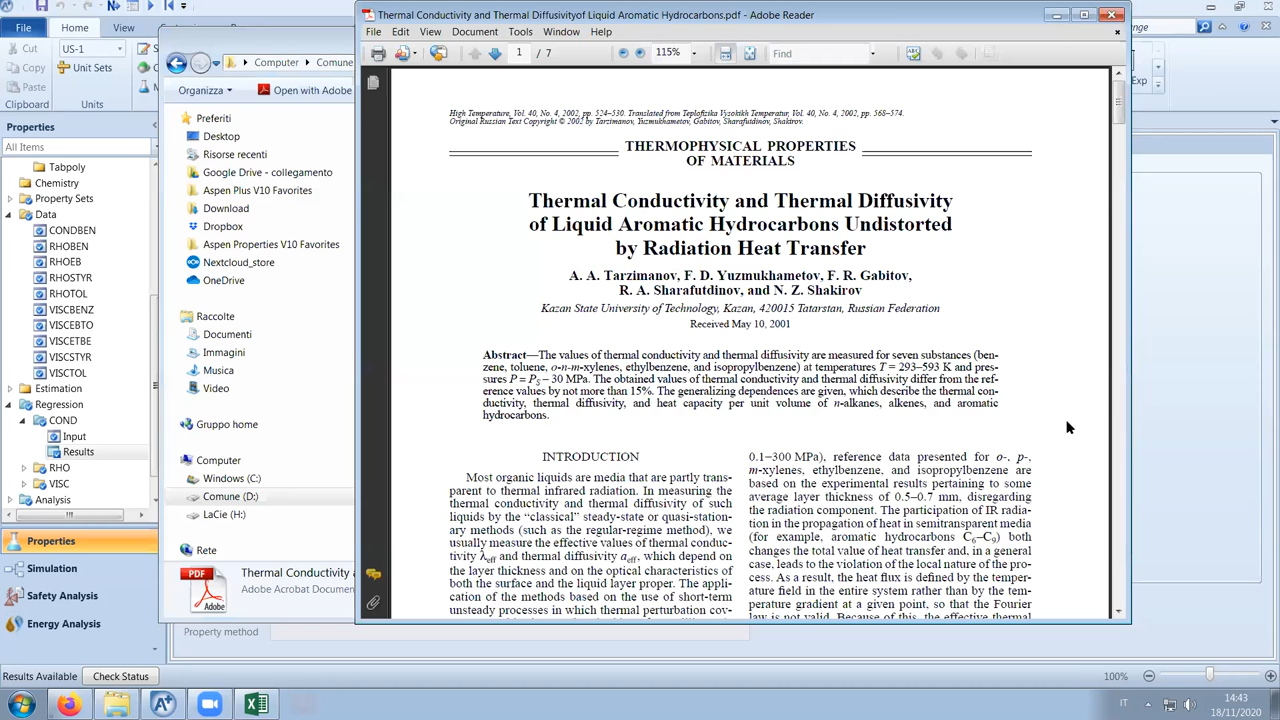 Thermal Conductivity and Thermal Diffusivityof Liquid Aromatic Hydrocarbons.pdf - Adobe Reader
File Edit View Document Tools Window Help
1 / 7 115% Find
File Home View
Cut US-1
Copy Unit Sets
Paste
Clipboard Units
Properties
All Items
Tabpoly
Chemistry
Property Sets
Data
CONDBEN
RHOBEN
RHOEB
RHOSTYR
RHOTOL
VISCBENZ
VISCEBTO
VISCETBE
VISCSTYR
VISCTOL
Estimation
Regression
COND
Input
Results
RHO
VISC
Analysis
Properties
Simulation
Safety Analysis
Energy Analysis
Results Available Check Status
Computer Comune
Organizza Open with Adobe
Preferiti
Desktop
Risorse recenti
Google Drive - collegamento
Aspen Plus V10 Favorites
Download
Dropbox
Aspen Properties V10 Favorites
Nextcloud_store
OneDrive
Raccolte
Documenti
Immagini
Musica
Video
Gruppo home
Computer
Windows (C:)
Comune (D:)
LaCie (H:)
Rete
PDF
Adobe
Thermal Conductivity a
Adobe Acrobat Documen
Property method
High Temperature, Vol. 40, No. 4, 2002, pp. 524–530. Translated from Teplofizika Vysokikh Temperatur, Vol. 40, No. 4, 2002, pp. 568–574.
Original Russian Text Copyright © 2002 by Tarzimanov, Yuzmukhametov, Gabitov, Sharafutdinov, Shakirov.
THERMOPHYSICAL PROPERTIES
OF MATERIALS
Thermal Conductivity and Thermal Diffusivity
of Liquid Aromatic Hydrocarbons Undistorted
by Radiation Heat Transfer
A. A. Tarzimanov, F. D. Yuzmukhametov, F. R. Gabitov,
R. A. Sharafutdinov, and N. Z. Shakirov
Kazan State University of Technology, Kazan, 420015 Tatarstan, Russian Federation
Received May 10, 2001
Abstract—The values of thermal conductivity and thermal diffusivity are measured for seven substances (ben-
zene, toluene, o-n-m-xylenes, ethylbenzene, and isopropylbenzene) at temperatures T = 293–593 K and pres-
sures P = PS – 30 MPa. The obtained values of thermal conductivity and thermal diffusivity differ from the ref-
erence values by not more than 15%. The generalizing dependences are given, which describe the thermal con-
ductivity, thermal diffusivity, and heat capacity per unit volume of n-alkanes, alkenes, and aromatic
hydrocarbons.
INTRODUCTION
Most organic liquids are media that are partly trans-
parent to thermal infrared radiation. In measuring the
thermal conductivity and thermal diffusivity of such
liquids by the “classical” steady-state or quasi-station-
ary methods (such as the regular-regime method), we
usually measure the effective values of thermal conduc-
tivity λeff and thermal diffusivity aeff, which depend on
the layer thickness and on the optical characteristics of
both the surface and the liquid layer proper. The appli-
cation of the methods based on the use of short-term
unsteady processes in which thermal perturbation cov-
0.1–300 MPa), reference data presented for o-, p-,
m-xylenes, ethylbenzene, and isopropylbenzene are
based on the experimental results pertaining to some
average layer thickness of 0.5–0.7 mm, disregarding
the radiation component. The participation of IR radia-
tion in the propagation of heat in semitransparent media
(for example, aromatic hydrocarbons C6–C9) both
changes the total value of heat transfer and, in a general
case, leads to the violation of the local nature of the pro-
cess. As a result, the heat flux is defined by the temper-
ature field in the entire system rather than by the tem-
perature gradient at a given point, so that the Fourier
law is not valid. Because of this, the effective thermal
nge
Exp
100%
IT 14:43
18/11/2020